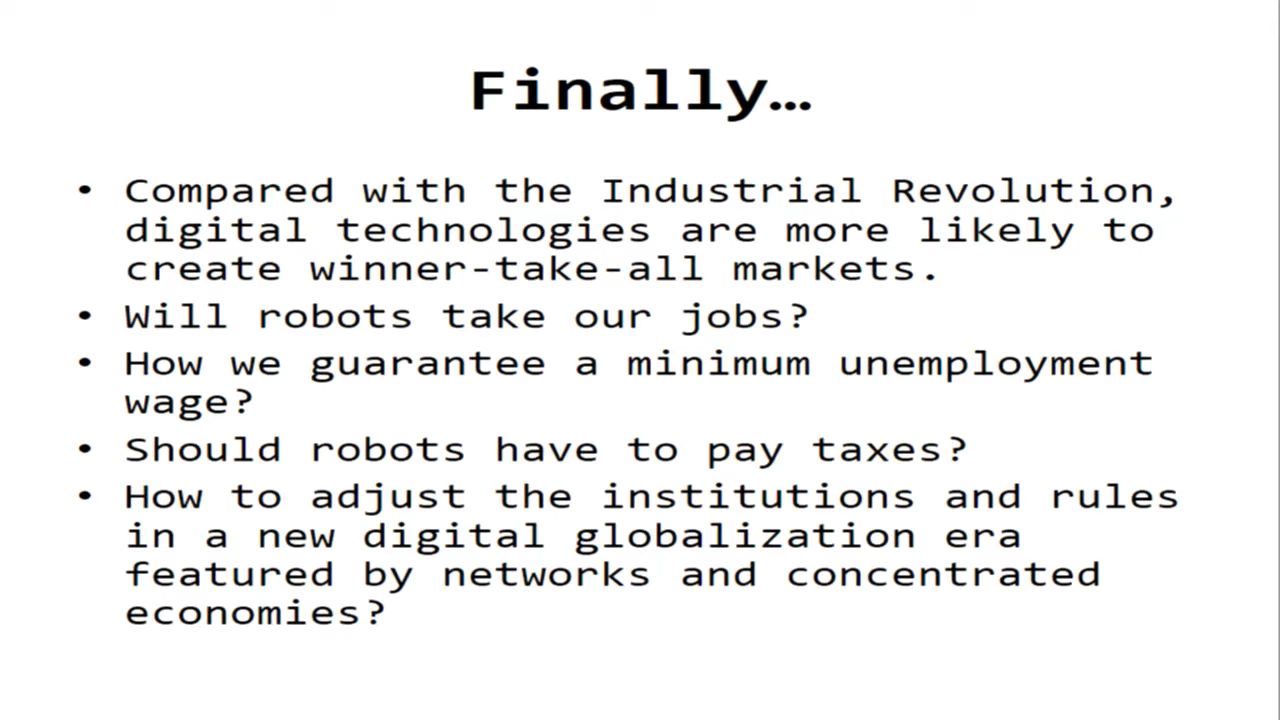 Finally…
• Compared with the Industrial Revolution,
digital technologies are more likely to
create winner-take-all markets.
• Will robots take our jobs?
• How we guarantee a minimum unemployment
wage?
• Should robots have to pay taxes?
• How to adjust the institutions and rules
in a new digital globalization era
featured by networks and concentrated
economies?